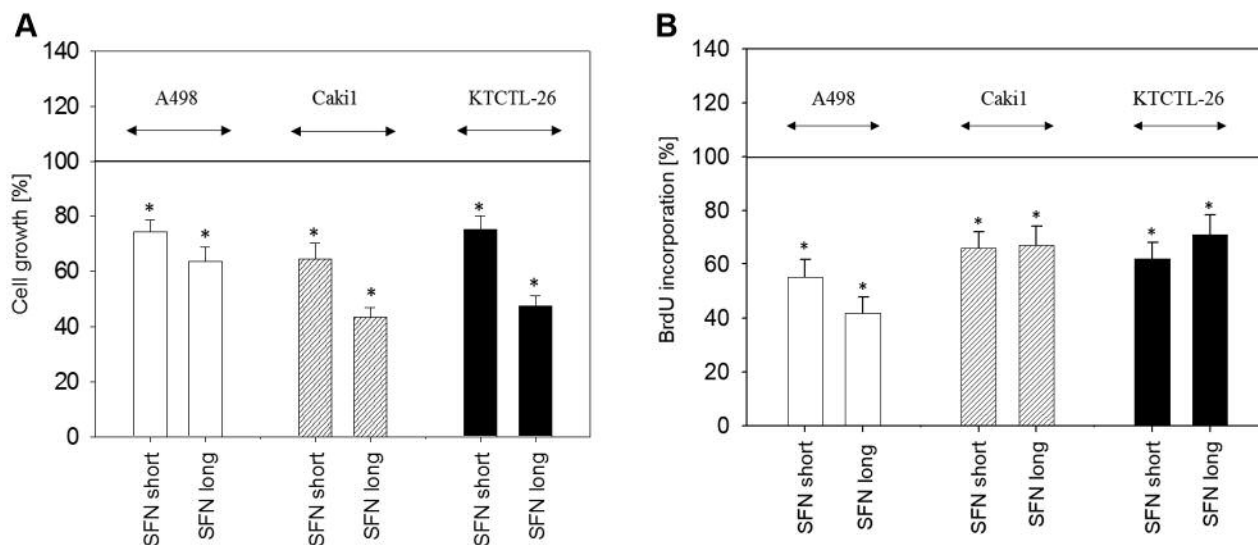 A
Cell growth [%]
140
120
100
80
60
40
20
0
A498
Caki1
KTCTL-26
*
*
*
*
*
*
SFN short
SFN long
SFN short
SFN long
SFN short
SFN long
B
BrdU incorporation [%]
140
120
100
80
60
40
20
0
A498
Caki1
KTCTL-26
*
*
*
*
*
*
SFN short
SFN long
SFN short
SFN long
SFN short
SFN long